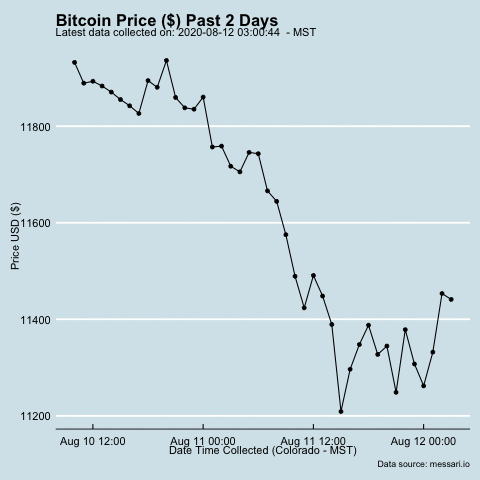 Bitcoin Price ($) Past 2 Days
Latest data collected on: 2020-08-12 03:00:44  - MST
Price USD ($)
11800
11600
11400
11200
Aug 10 12:00 Aug 11 00:00 Aug 11 12:00 Aug 12 00:00
Date Time Collected (Colorado - MST)
Data source: messari.io